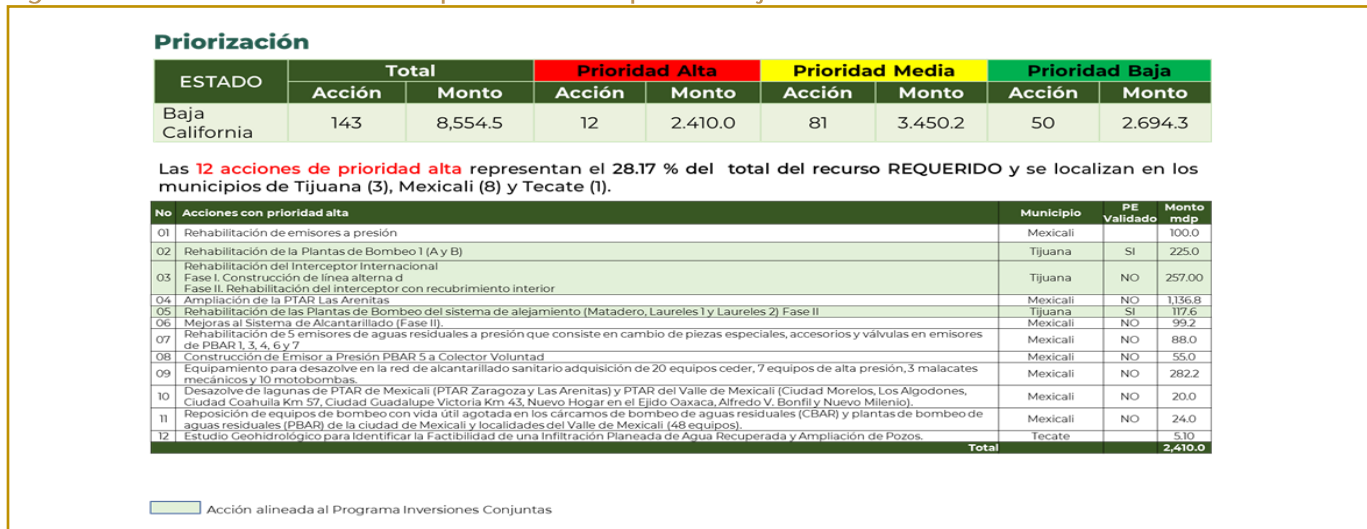 Priorización
ESTADO Total Prioridad Alta Prioridad Media Prioridad Baja
Acción Monto Acción Monto Acción Monto Acción Monto
Baja California 143 8,554.5 12 2.410.0 81 3.450.2 50 2.694.3
Las 12 acciones de prioridad alta representan el 28.17 % del total del recurso REQUERIDO y se localizan en los
municipios de Tijuana (3), Mexicali (8) y Tecate (1).
No Acciones con prioridad alta Municipio PE Validado Monto mdp
01 Rehabilitación de emisores a presión Mexicali 100.0
02 Rehabilitación de la Plantas de Bombeo 1 (A y B) Tijuana SI 225.0
Rehabilitación del Interceptor Internacional
03 Fase I. Construcción de línea alterna d Tijuana NO 257.00
Fase II. Rehabilitación del interceptor con recubrimiento interior
04 Ampliación de la PTAR Las Arenitas Mexicali NO 1,136.8
05 Rehabilitación de las Plantas de Bombeo del sistema de alejamiento (Matadero, Laureles 1 y Laureles 2) Fase II Tijuana SI 117.6
06 Mejoras al Sistema de Alcantarillado (Fase II). Mexicali NO 99.2
07 Rehabilitación de 5 emisores de aguas residuales a presión que consiste en cambio de piezas especiales, accesorios y válvulas en emisores
de PBAR 1, 3, 4, 6 y 7 Mexicali NO 88.0
08 Construcción de Emisor a Presión PBAR 5 a Colector Voluntad Mexicali NO 55.0
09 Equipamiento para desazolve en la red de alcantarillado sanitario adquisición de 20 equipos ceder, 7 equipos de alta presión, 3 malacates
mecánicos y 10 motobombas. Mexicali NO 282.2
10 Desazolve de lagunas de PTAR de Mexicali (PTAR Zaragoza y Las Arenitas) y PTAR del Valle de Mexicali (Ciudad Morelos, Los Algodones,
Ciudad Coahuila Km 57, Ciudad Guadalupe Victoria Km 43, Nuevo Hogar en el Ejido Oaxaca, Alfredo V. Bonfil y Nuevo Milenio). Mexicali NO 20.0
11 Reposición de equipos de bombeo con vida útil agotada en los cárcamos de bombeo de aguas residuales (CBAR) y plantas de bombeo de
aguas residuales (PBAR) de la ciudad de Mexicali y localidades del Valle de Mexicali (48 equipos). Mexicali NO 24.0
12 Estudio Geohidrológico para Identificar la Factibilidad de una Infiltración Planeada de Agua Recuperada y Ampliación de Pozos. Tecate 5.10
Total 2,410.0
Acción alineada al Programa Inversiones Conjuntas